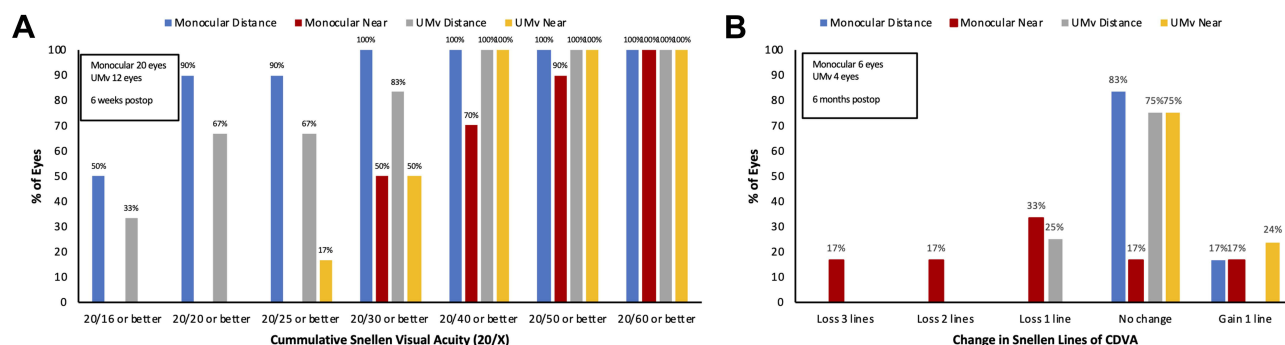 A
Monocular Distance Monocular Near UMv Distance UMv Near
Monocular 20 eyes
UMv 12 eyes
6 weeks postop
% of Eyes
100
90
80
70
60
50
40
30
20
10
0
50% 33%
90% 67%
90% 67% 17%
100% 50% 83% 50%
100% 70% 100% 100%
100% 90% 100% 100%
100% 100% 100% 100%
20/16 or better 20/20 or better 20/25 or better 20/30 or better 20/40 or better 20/50 or better 20/60 or better
Cummulative Snellen Visual Acuity (20/X)
B
Monocular Distance Monocular Near UMv Distance UMv Near
Monocular 6 eyes
UMv 4 eyes
6 months postop
% of Eyes
100
90
80
70
60
50
40
30
20
10
0
17%
17%
33% 25%
83% 17% 75% 75%
17% 17% 24%
Loss 3 lines Loss 2 lines Loss 1 line No change Gain 1 line
Change in Snellen Lines of CDVA